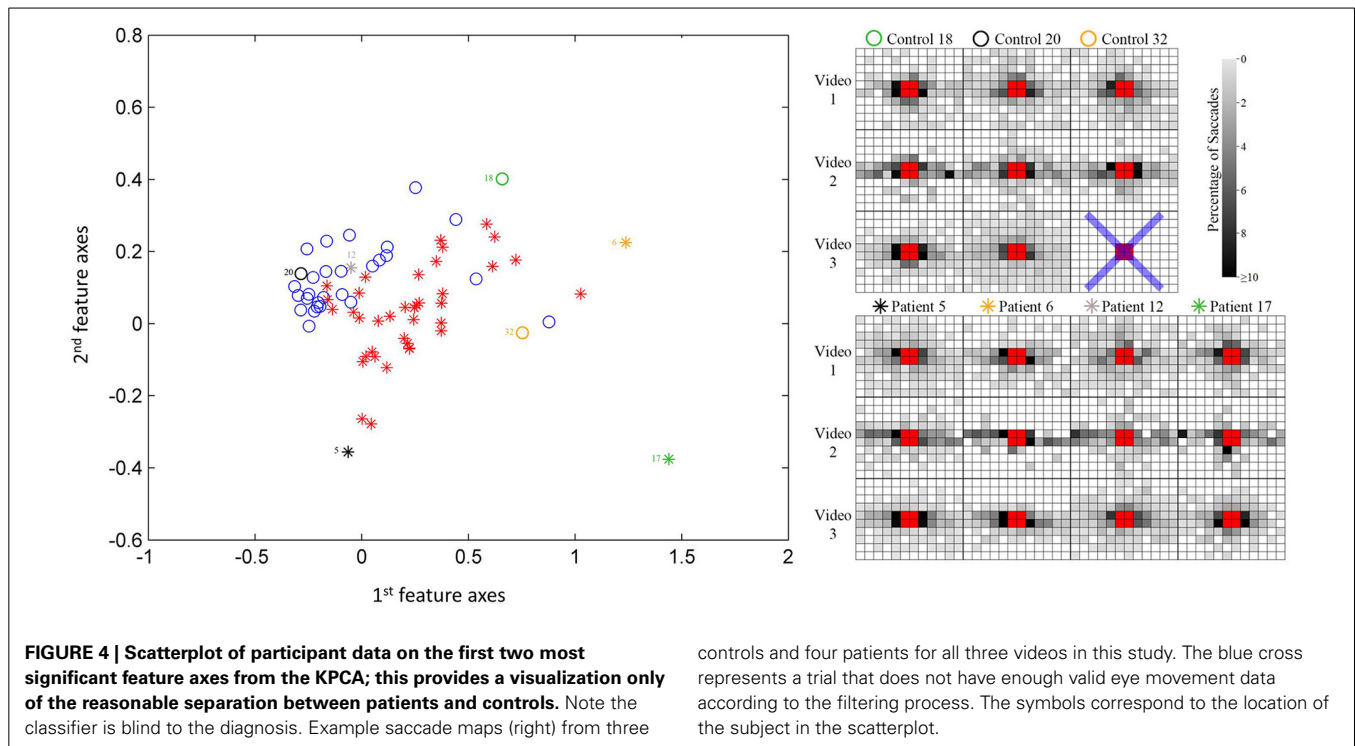 0.8
0.6
0.4
0.2
0
-0.2
-0.4
-0.6
-1
-0.5
0
0.5
1
1.5
2
2nd feature axes
1st feature axes
18
6
12
20
32
5
17
Control 18 Control 20 Control 32
Video 1
Video 2
Video 3
0
2
4
6
8
≥10
Percentage of Saccades
Patient 5 Patient 6 Patient 12 Patient 17
Video 1
Video 2
Video 3
FIGURE 4 | Scatterplot of participant data on the first two most
significant feature axes from the KPCA; this provides a visualization only
of the reasonable separation between patients and controls. Note the
classifier is blind to the diagnosis. Example saccade maps (right) from three
controls and four patients for all three videos in this study. The blue cross
represents a trial that does not have enough valid eye movement data
according to the filtering process. The symbols correspond to the location of
the subject in the scatterplot.